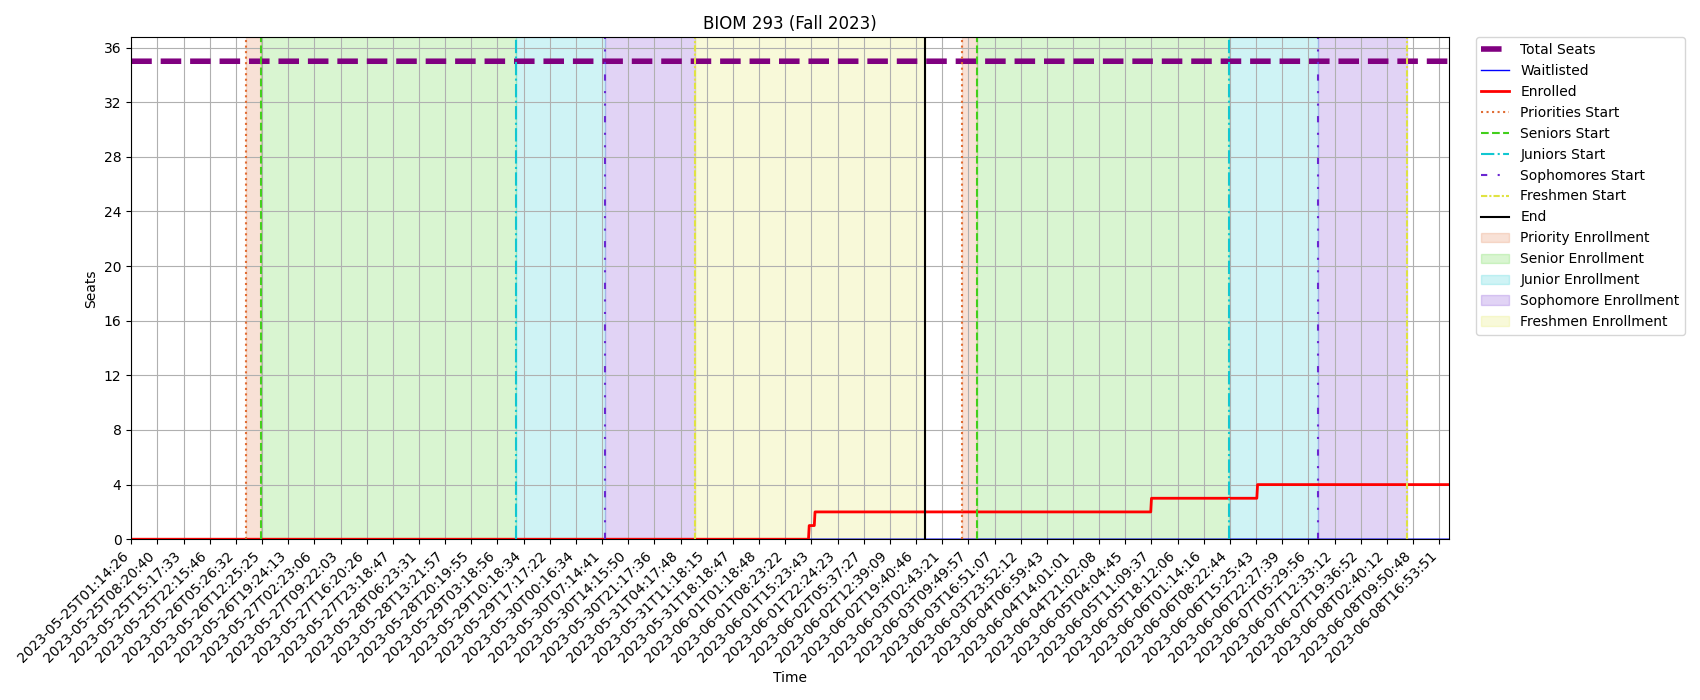 BIOM 293 (Fall 2023)
Seats
36
32
28
24
20
16
12
8
4
0
2023-05-25T01:14:26
2023-05-25T08:20:40
2023-05-25T15:17:33
2023-05-25T22:15:46
2023-05-26T05:26:32
2023-05-26T12:25:25
2023-05-26T19:24:13
2023-05-27T02:23:06
2023-05-27T09:22:03
2023-05-27T16:20:26
2023-05-27T23:18:47
2023-05-28T06:23:31
2023-05-28T13:21:57
2023-05-28T20:19:55
2023-05-29T03:18:56
2023-05-29T10:18:34
2023-05-29T17:17:22
2023-05-30T00:16:34
2023-05-30T07:14:41
2023-05-30T14:15:50
2023-05-30T21:17:36
2023-05-31T04:17:48
2023-05-31T11:18:15
2023-05-31T18:18:47
2023-06-01T01:18:48
2023-06-01T08:23:22
2023-06-01T15:23:43
2023-06-01T22:24:23
2023-06-02T05:37:27
2023-06-02T12:39:09
2023-06-02T19:40:46
2023-06-03T02:43:21
2023-06-03T09:49:57
2023-06-03T16:51:07
2023-06-03T23:52:12
2023-06-04T06:59:43
2023-06-04T14:01:01
2023-06-04T21:02:08
2023-06-05T04:04:45
2023-06-05T11:09:37
2023-06-05T18:12:06
2023-06-06T01:14:16
2023-06-06T08:22:44
2023-06-06T15:25:43
2023-06-06T22:27:39
2023-06-07T05:29:56
2023-06-07T12:33:12
2023-06-07T19:36:52
2023-06-08T02:40:12
2023-06-08T09:50:48
2023-06-08T16:53:51
Time
Total Seats
Waitlisted
Enrolled
Priorities Start
Seniors Start
Juniors Start
Sophomores Start
Freshmen Start
End
Priority Enrollment
Senior Enrollment
Junior Enrollment
Sophomore Enrollment
Freshmen Enrollment